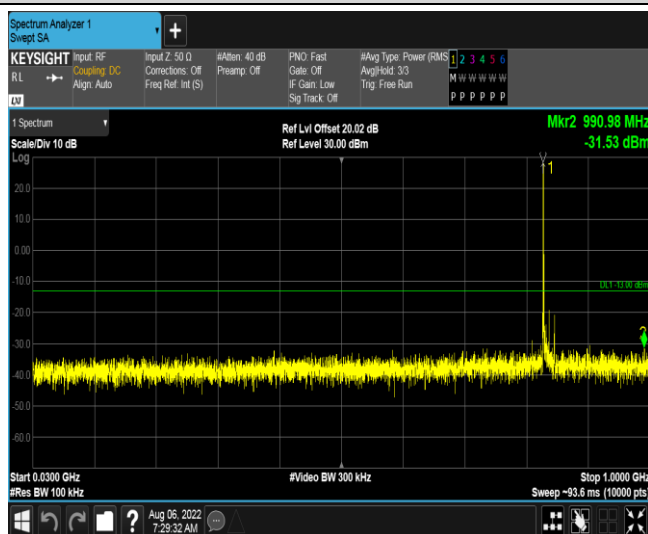 Spectrum Analyzer 1
Swept SA
+
KEYSIGHT
RL
LXI
Input: RF
Coupling: DC
Align: Auto
Input Z: 50 Ω
Corrections: Off
Freq Ref: Int (S)
#Atten: 40 dB
Preamp: Off
PNO: Fast
Gate: Off
IF Gain: Low
Sig Track: Off
#Avg Type: Power (RMS
Avg|Hold: 3/3
Trig: Free Run
1 2 3 4 5 6
M W W W W W
P P P P P P
1 Spectrum
Scale/Div 10 dB
Log
Ref Lvl Offset 20.02 dB
Ref Level 30.00 dBm
Mkr2 990.98 MHz
-31.53 dBm
1
20.0
10.0
0.00
-10.0
DL1 -13.00 dBm
-20.0
-30.0
2
-40.0
-50.0
-60.0
Start 0.0300 GHz
#Res BW 100 kHz
#Video BW 300 kHz
Stop 1.0000 GHz
Sweep ~93.6 ms (10000 pts)
?
Aug 06, 2022
7:29:32 AM